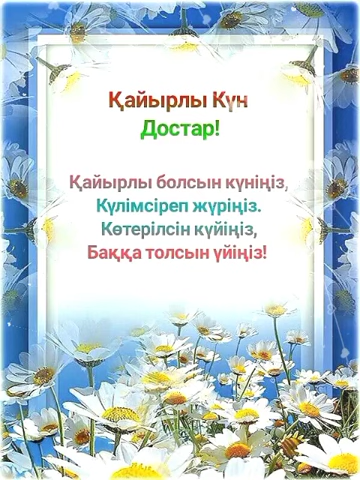 Қайырлы Күн
Достар!
Қайырлы болсын күніңіз,
Күлімсіреп жүріңіз.
Көтерілсін күйіңіз,
Баққа толсын үйіңіз!